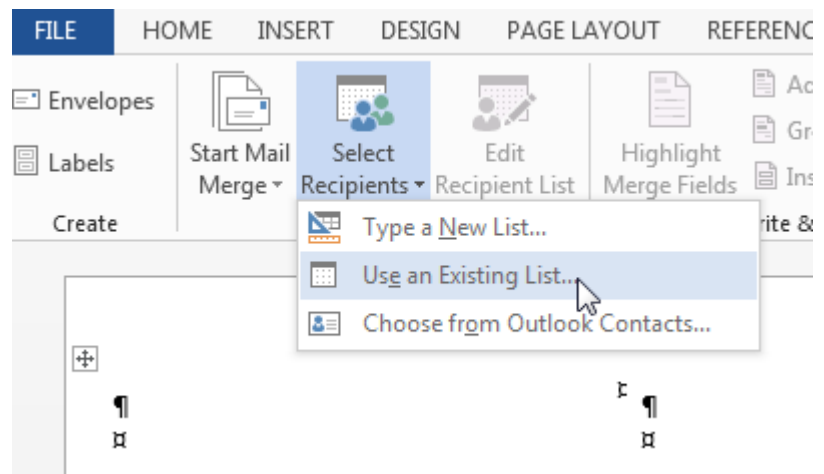 FILE HOME INSERT DESIGN PAGE LAYOUT
Envelopes
Labels
Start Mail
Merge
Select
Recipients
Edit
Recipient List
Highlight
Merge Fields
Create
Type a New List...
Use an Existing List...
Choose from Outlook Contacts...
¶ ¤ ¶
¤ ¤